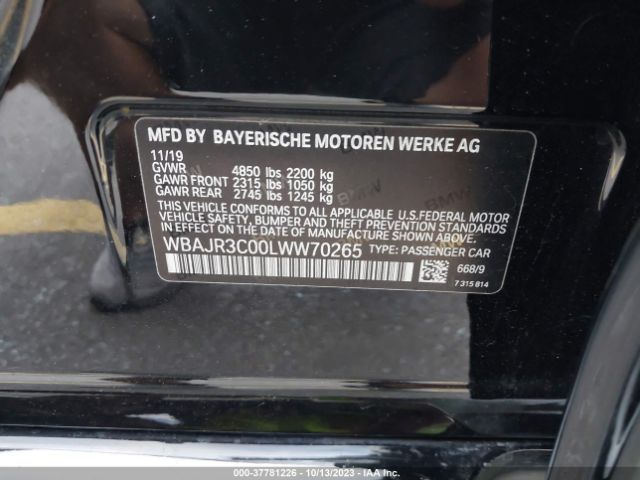 MFD BY BAYERISCHE MOTOREN WERKE AG
11/19
GVWR 4850 lbs 2200 kg
GAWR FRONT 2315 lbs 1050 kg
GAWR REAR 2745 lbs 1245 kg
THIS VEHICLE CONFORMS TO ALL APPLICABLE U.S.FEDERAL MOTOR
VEHICLE SAFETY, BUMPER AND THEFT PREVENTION STANDARDS
IN EFFECT ON THE DATE OF MANUFACTURE SHOWN ABOVE.
WBAJR3C00LWW70265 TYPE: PASSENGER CAR
668/9
7 315 814
000-37781226 - 10/13/2023 - IAA Inc.